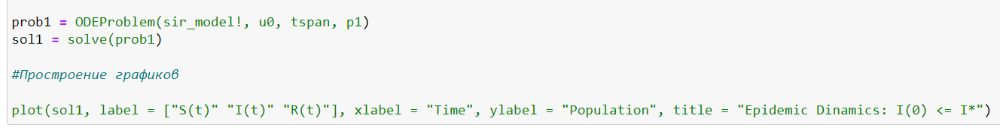 prob1 = ODEProblem(sir_model!, u0, tspan, p1)
sol1 = solve(prob1)
#Простроение графиков
plot(sol1, label = ["S(t)" "I(t)" "R(t)"], xlabel = "Time", ylabel = "Population", title = "Epidemic Dinamics: I(0) <= I*")